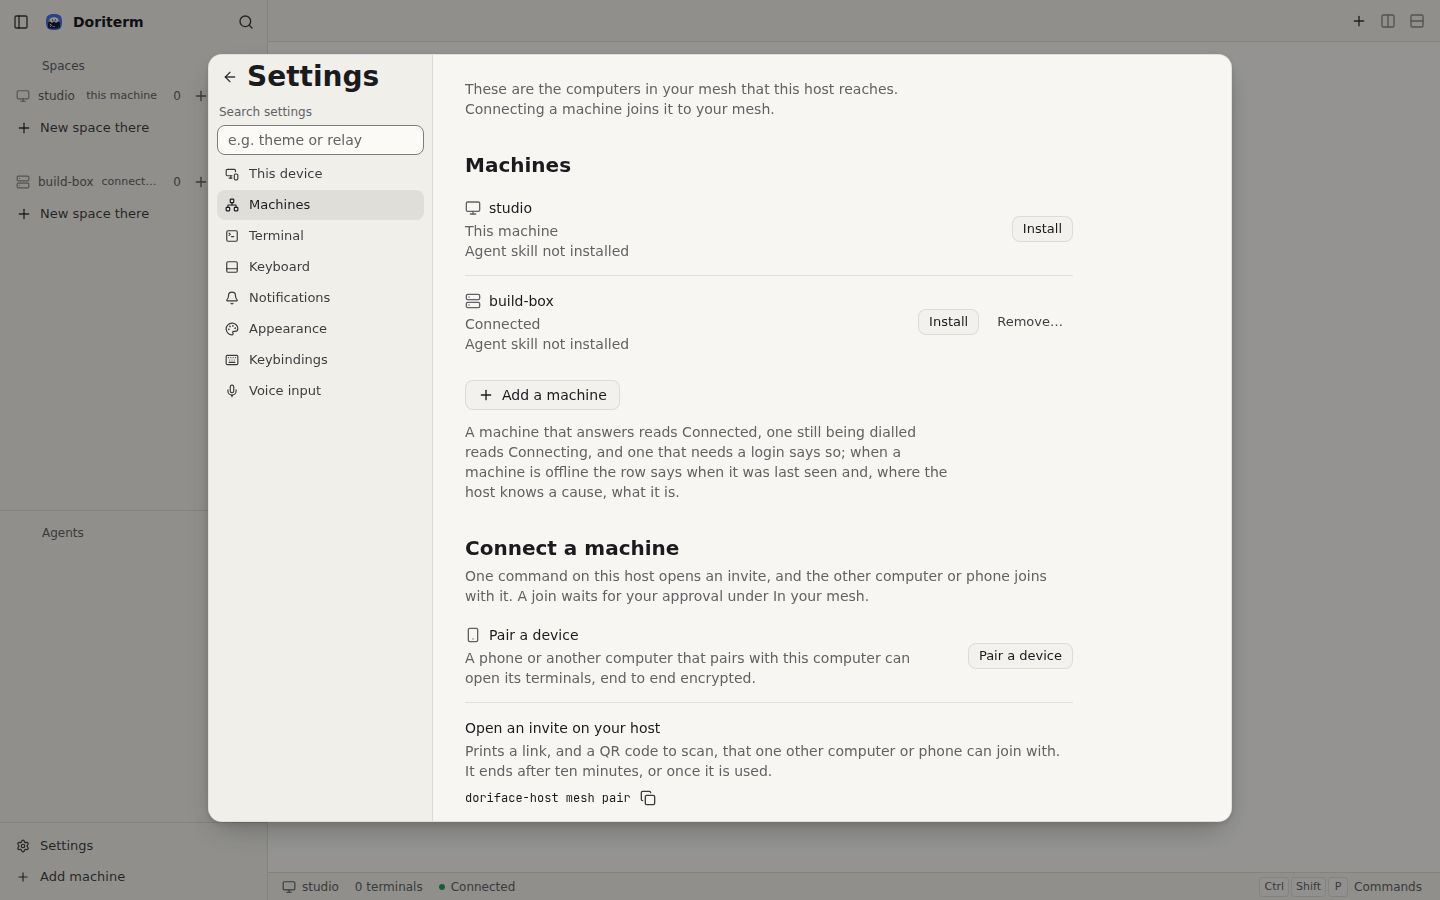 Doriterm
Spaces
studio this machine 0
New space there
build-box connect... 0
New space there
Agents
Settings
Add machine
Settings
Search settings
e.g. theme or relay
This device
Machines
Terminal
Keyboard
Notifications
Appearance
Keybindings
Voice input
These are the computers in your mesh that this host reaches.
Connecting a machine joins it to your mesh.
Machines
studio
This machine
Agent skill not installed
Install
build-box
Connected
Agent skill not installed
Install Remove...
Add a machine
A machine that answers reads Connected, one still being dialled
reads Connecting, and one that needs a login says so; when a
machine is offline the row says when it was last seen and, where the
host knows a cause, what it is.
Connect a machine
One command on this host opens an invite, and the other computer or phone joins
with it. A join waits for your approval under In your mesh.
Pair a device
A phone or another computer that pairs with this computer can
open its terminals, end to end encrypted.
Pair a device
Open an invite on your host
Prints a link, and a QR code to scan, that one other computer or phone can join with.
It ends after ten minutes, or once it is used.
doriface-host mesh pair
studio 0 terminals Connected
Ctrl Shift P Commands